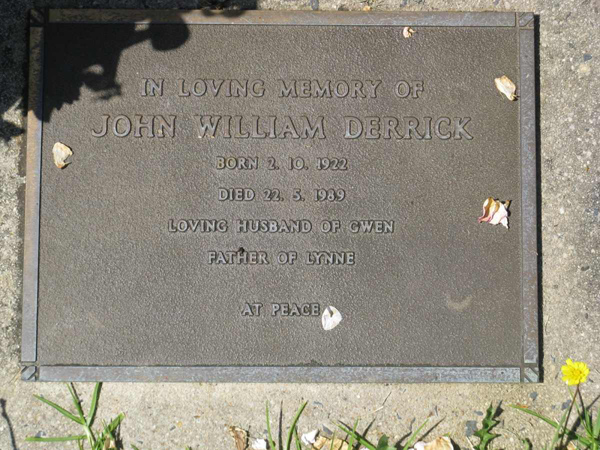 IN LOVING MEMORY OF
JOHN WILLIAM DERRICK
BORN 2. 10. 1922
DIED 22. 5. 1989
LOVING HUSBAND OF GWEN
FATHER OF LYNNE
AT PEACE